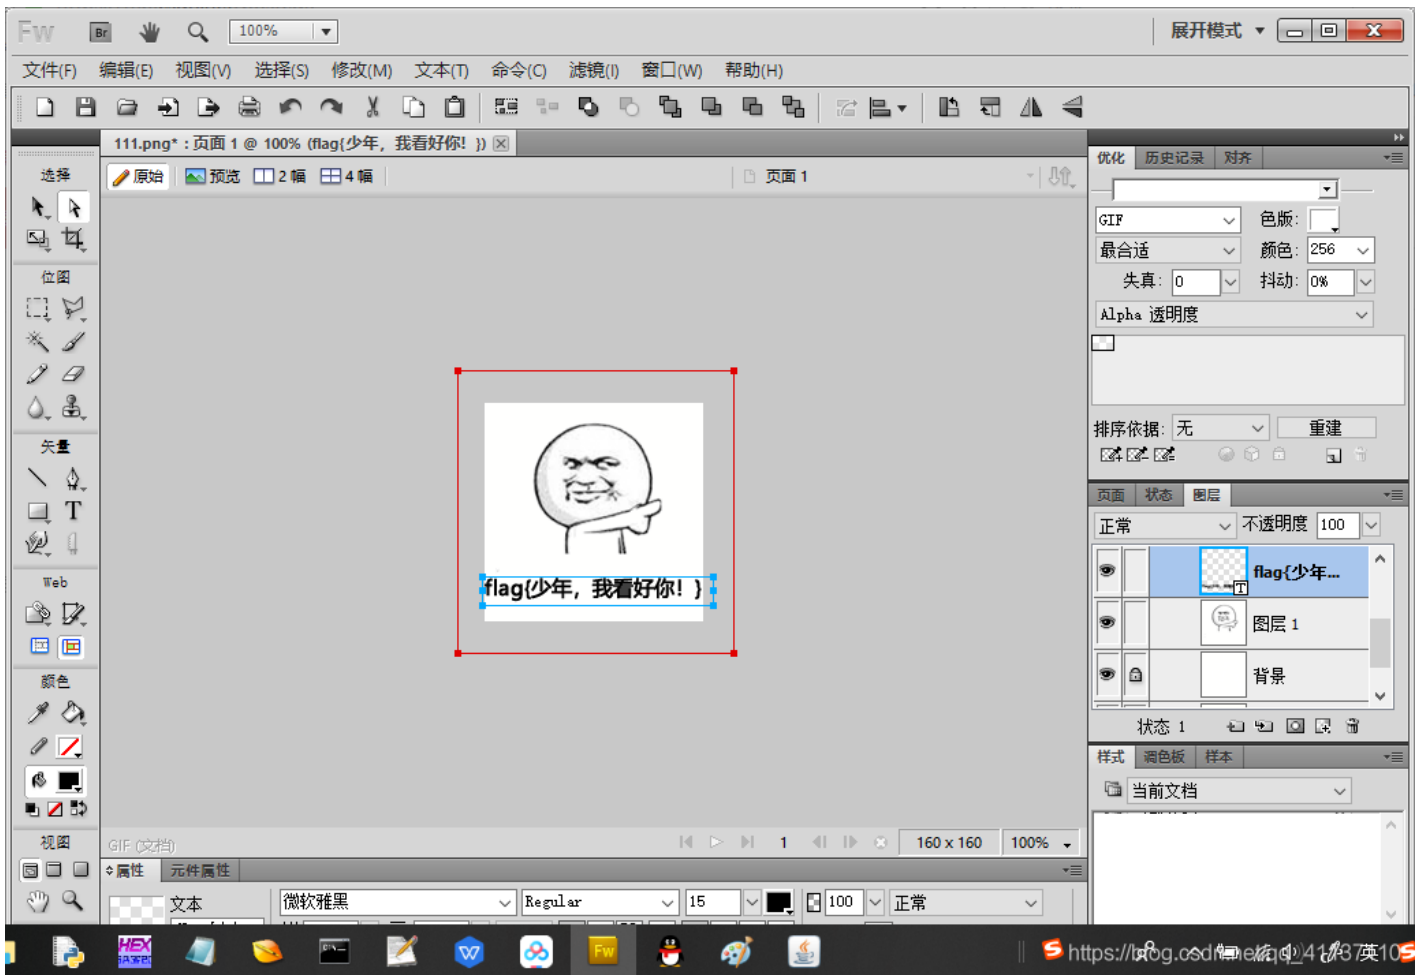 Fw Br 100% 展开模式
文件(F) 编辑(E) 视图(V) 选择(S) 修改(M) 文本(T) 命令(C) 滤镜(I) 窗口(W) 帮助(H)
111.png* : 页面 1 @ 100% (flag{少年，我看好你！})
原始 预览 2 幅 4 幅 页面 1
选择
位图
矢量
T
Web
颜色
视图
flag{少年，我看好你！}
GIF (文档) 1 160 x 160 100%
属性 元件属性
文本 微软雅黑 Regular 15 100 正常
优化 历史记录 对齐
GIF 色版:
最合适 颜色: 256
失真: 0 抖动: 0%
Alpha 透明度
排序依据: 无 重建
页面 状态 图层
正常 不透明度 100
flag{少年...
T
图层 1
背景
状态 1
样式 调色板 样本
当前文档
HEX
Fw
英